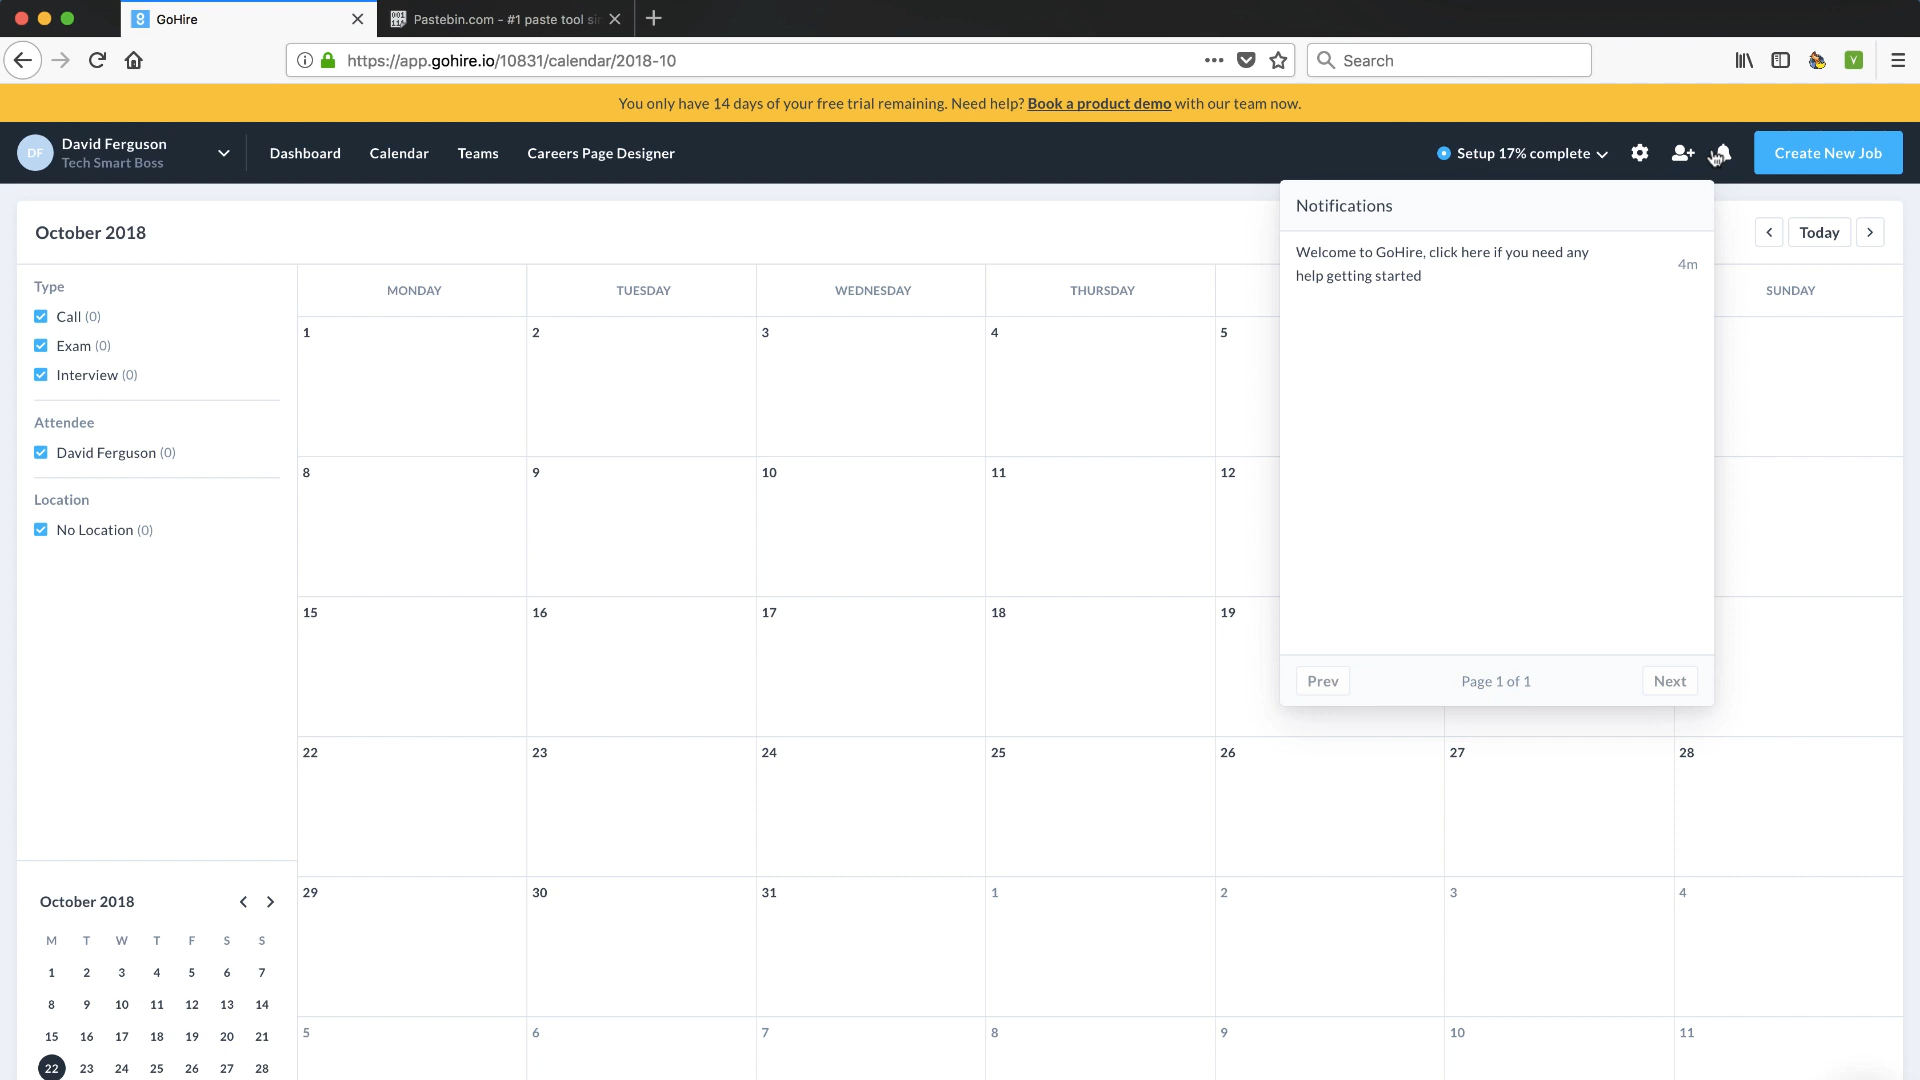 GoHire
Pastebin.com - #1 paste tool si
https://app.gohire.io/10831/calendar/2018-10
Search
You only have 14 days of your free trial remaining. Need help? Book a product demo with our team now.
DF
David Ferguson
Tech Smart Boss
Dashboard
Calendar
Teams
Careers Page Designer
Setup 17% complete
Create New Job
October 2018
Today
Notifications
Welcome to GoHire, click here if you need any
help getting started
4m
Prev
Page 1 of 1
Next
Type
Call (0)
Exam (0)
Interview (0)
Attendee
David Ferguson (0)
Location
No Location (0)
MONDAY TUESDAY WEDNESDAY THURSDAY SUNDAY
1 2 3 4 5
8 9 10 11 12
15 16 17 18 19
22 23 24 25 26 27 28
29 30 31 1 2 3 4
5 6 7 8 9 10 11
October 2018
M T W T F S S
1 2 3 4 5 6 7
8 9 10 11 12 13 14
15 16 17 18 19 20 21
22 23 24 25 26 27 28